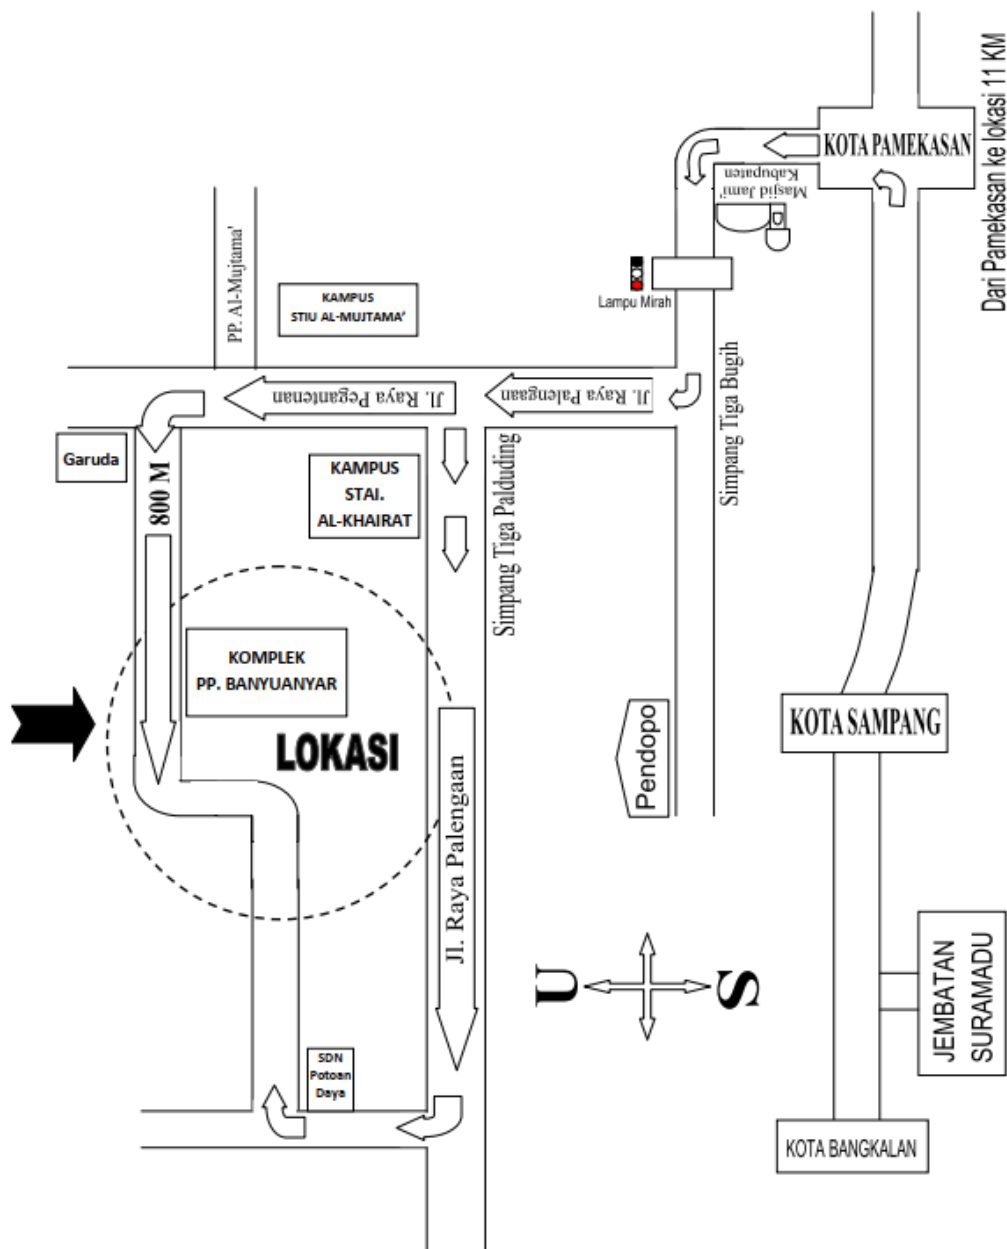 Dari Pamekasan ke lokasi 11 KM
KOTA PAMEKASAN
Masjid Jami'
Kabupaten
PP. Al-Mujtama'
KAMPUS
STIU AL-MUJTAMA'
Lampu Mirah
Simpang Tiga Bugih
Jl. Raya Pegantenan
Jl. Raya Palengaan
Garuda
800 M
KAMPUS
STAI.
AL-KHAIRAT
Simpang Tiga Palduding
KOMPLEK
PP. BANYUANYAR
LOKASI
Pendopo
KOTA SAMPANG
Jl. Raya Palengaan
U
S
JEMBATAN
SURAMADU
SDN
Potoan
Daya
KOTA BANGKALAN